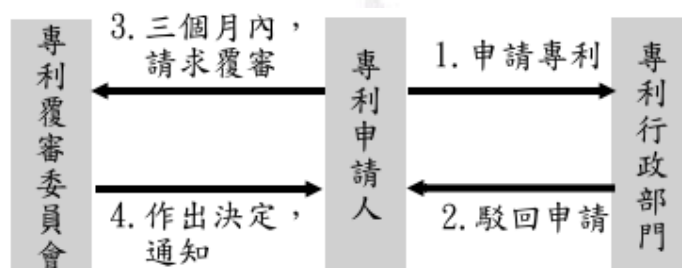 專利覆審委員會
3.三個月內，
請求覆審
4.作出決定，
通知
專利申請人
1.申請專利
2.駁回申請
專利行政部門